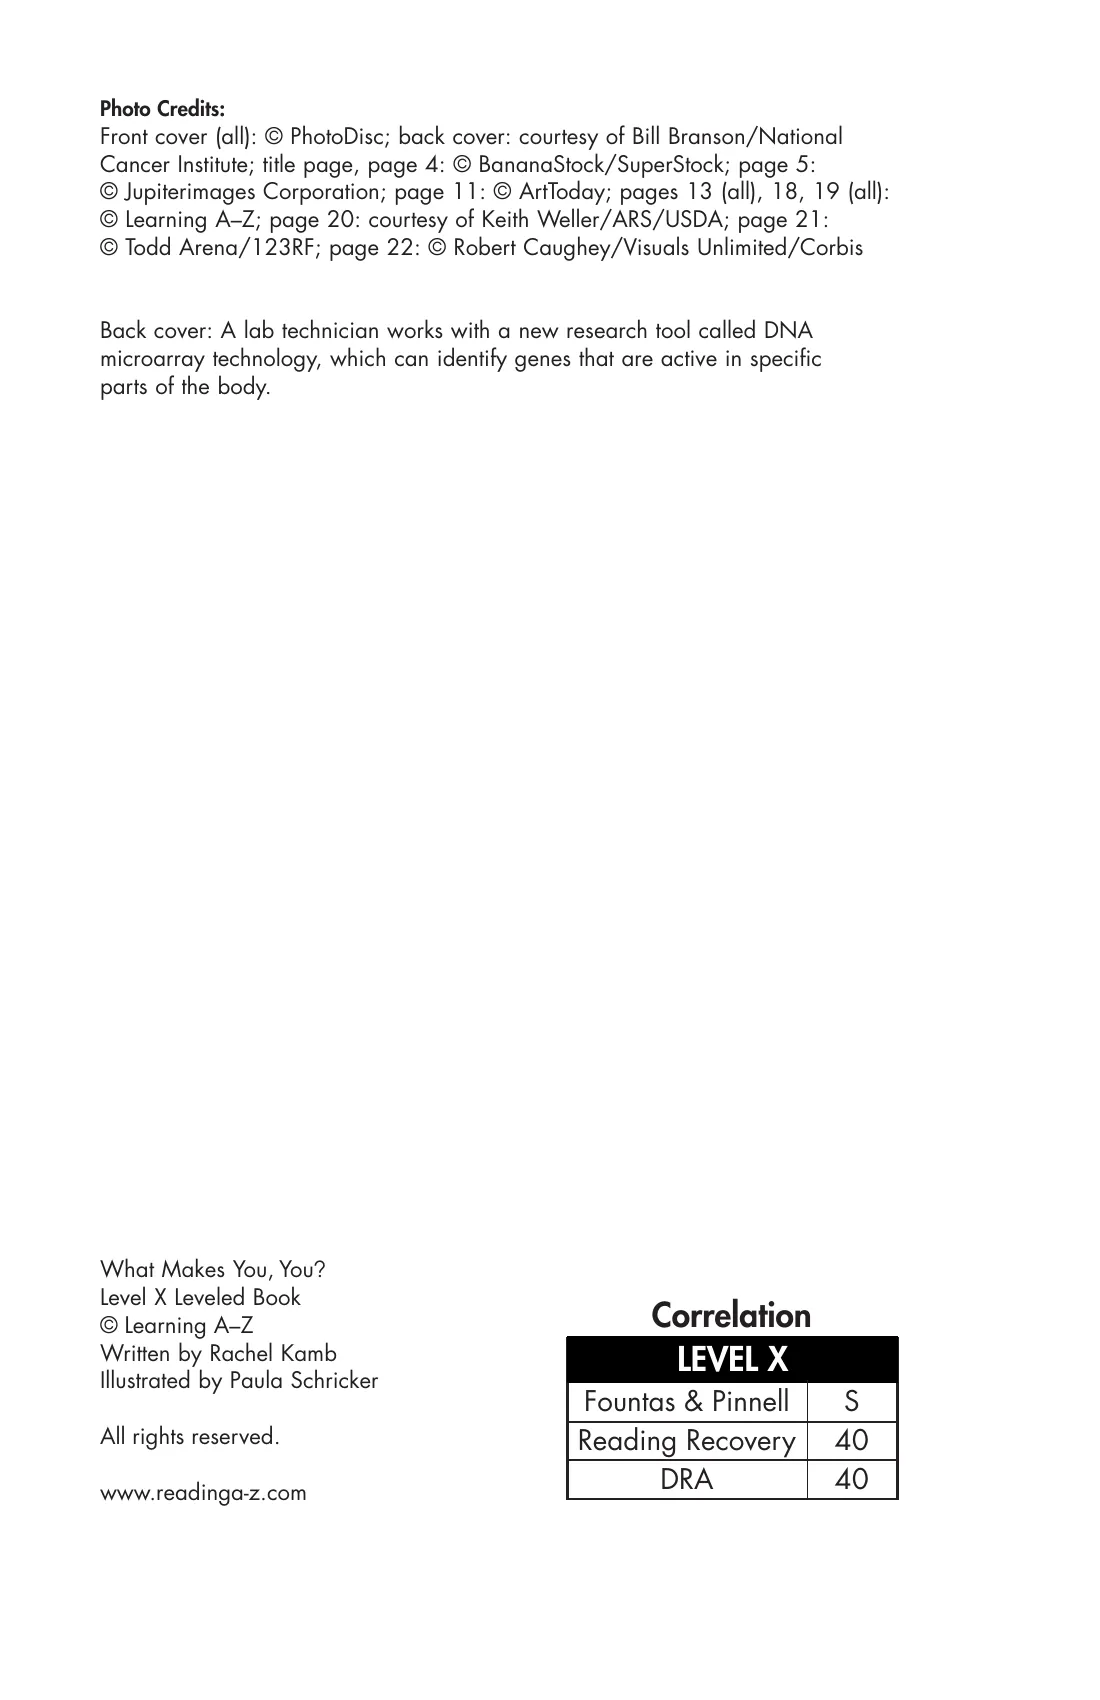 Photo Credits:
Front cover (all): © PhotoDisc; back cover: courtesy of Bill Branson/National
Cancer Institute; title page, page 4: © BananaStock/SuperStock; page 5:
© Jupiterimages Corporation; page 11: © ArtToday; pages 13 (all), 18, 19 (all):
© Learning A–Z; page 20: courtesy of Keith Weller/ARS/USDA; page 21:
© Todd Arena/123RF; page 22: © Robert Caughey/Visuals Unlimited/Corbis
Back cover: A lab technician works with a new research tool called DNA
microarray technology, which can identify genes that are active in specific
parts of the body.
What Makes You, You?
Level X Leveled Book
© Learning A–Z
Written by Rachel Kamb
Illustrated by Paula Schricker
All rights reserved.
www.readinga-z.com
Correlation
LEVEL X
Fountas & Pinnell S
Reading Recovery 40
DRA 40